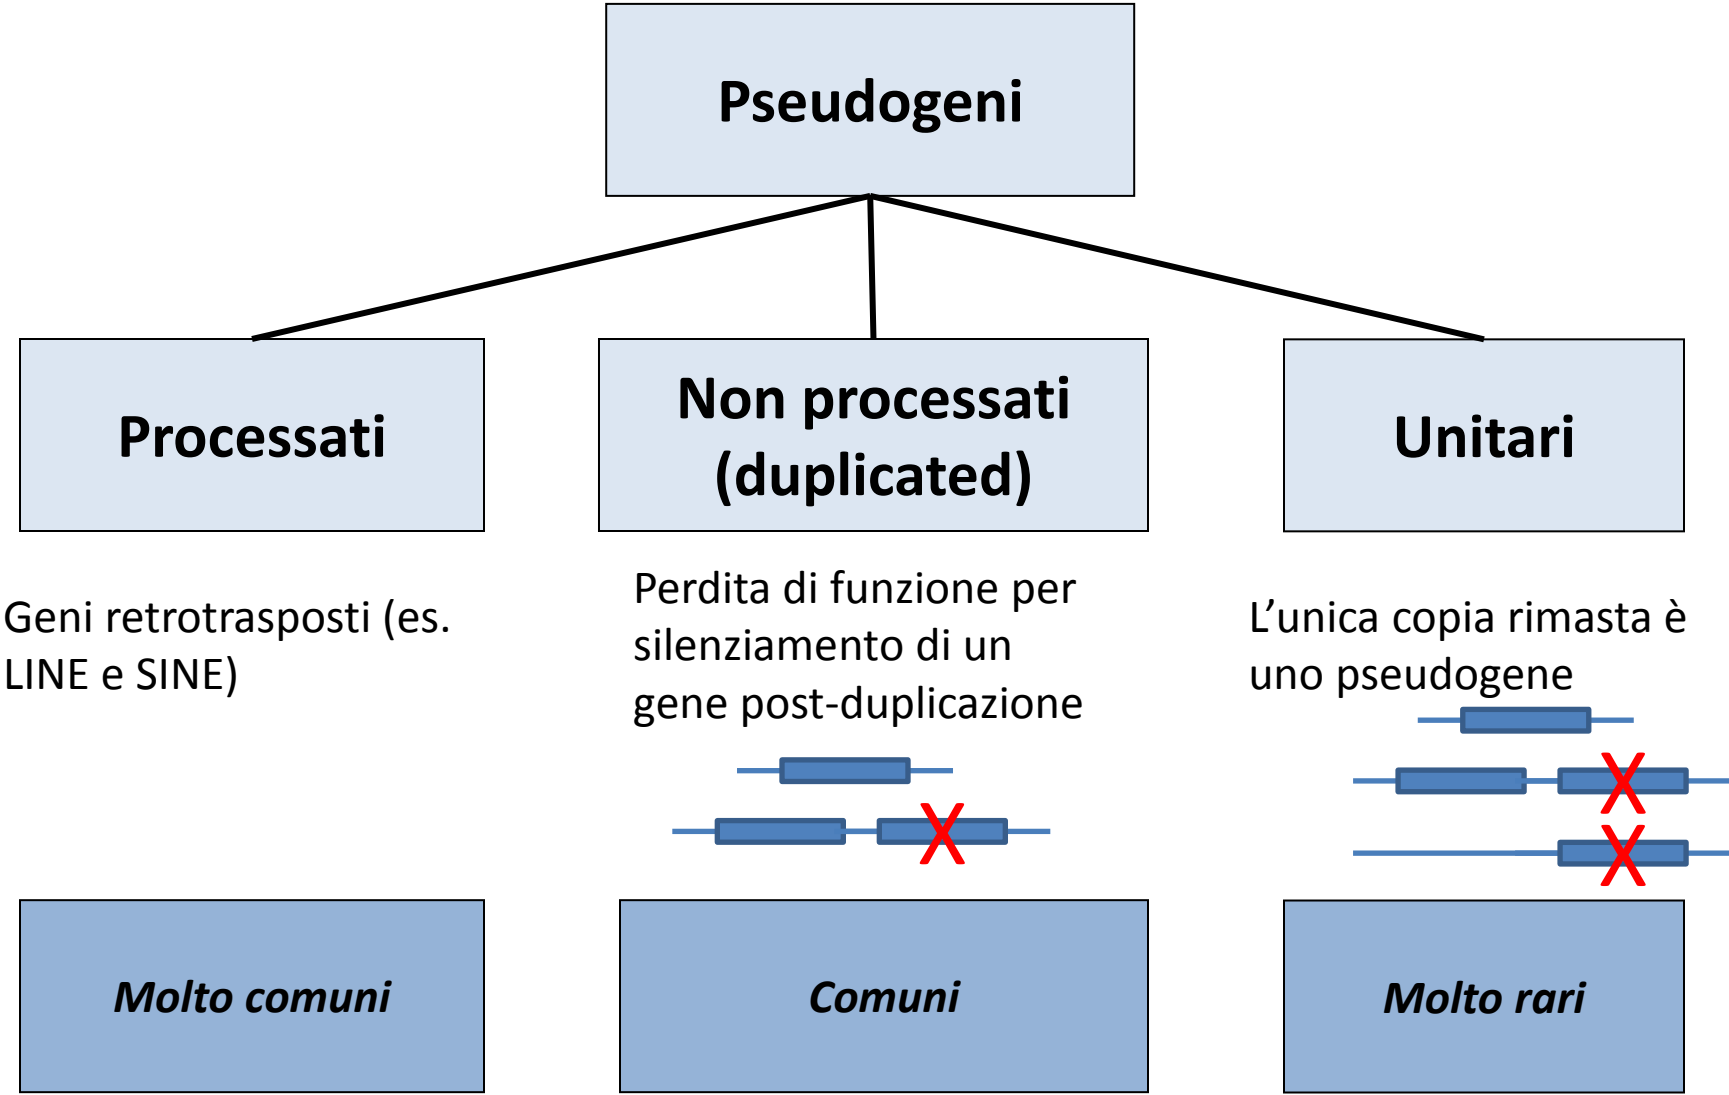 Pseudogeni
Processati
Non processati
(duplicated)
Unitari
Geni retrotrasposti (es.
LINE e SINE)
Perdita di funzione per
silenziamento di un
gene post-duplicazione
L’unica copia rimasta è
uno pseudogene
X
X
X
Molto comuni
Comuni
Molto rari